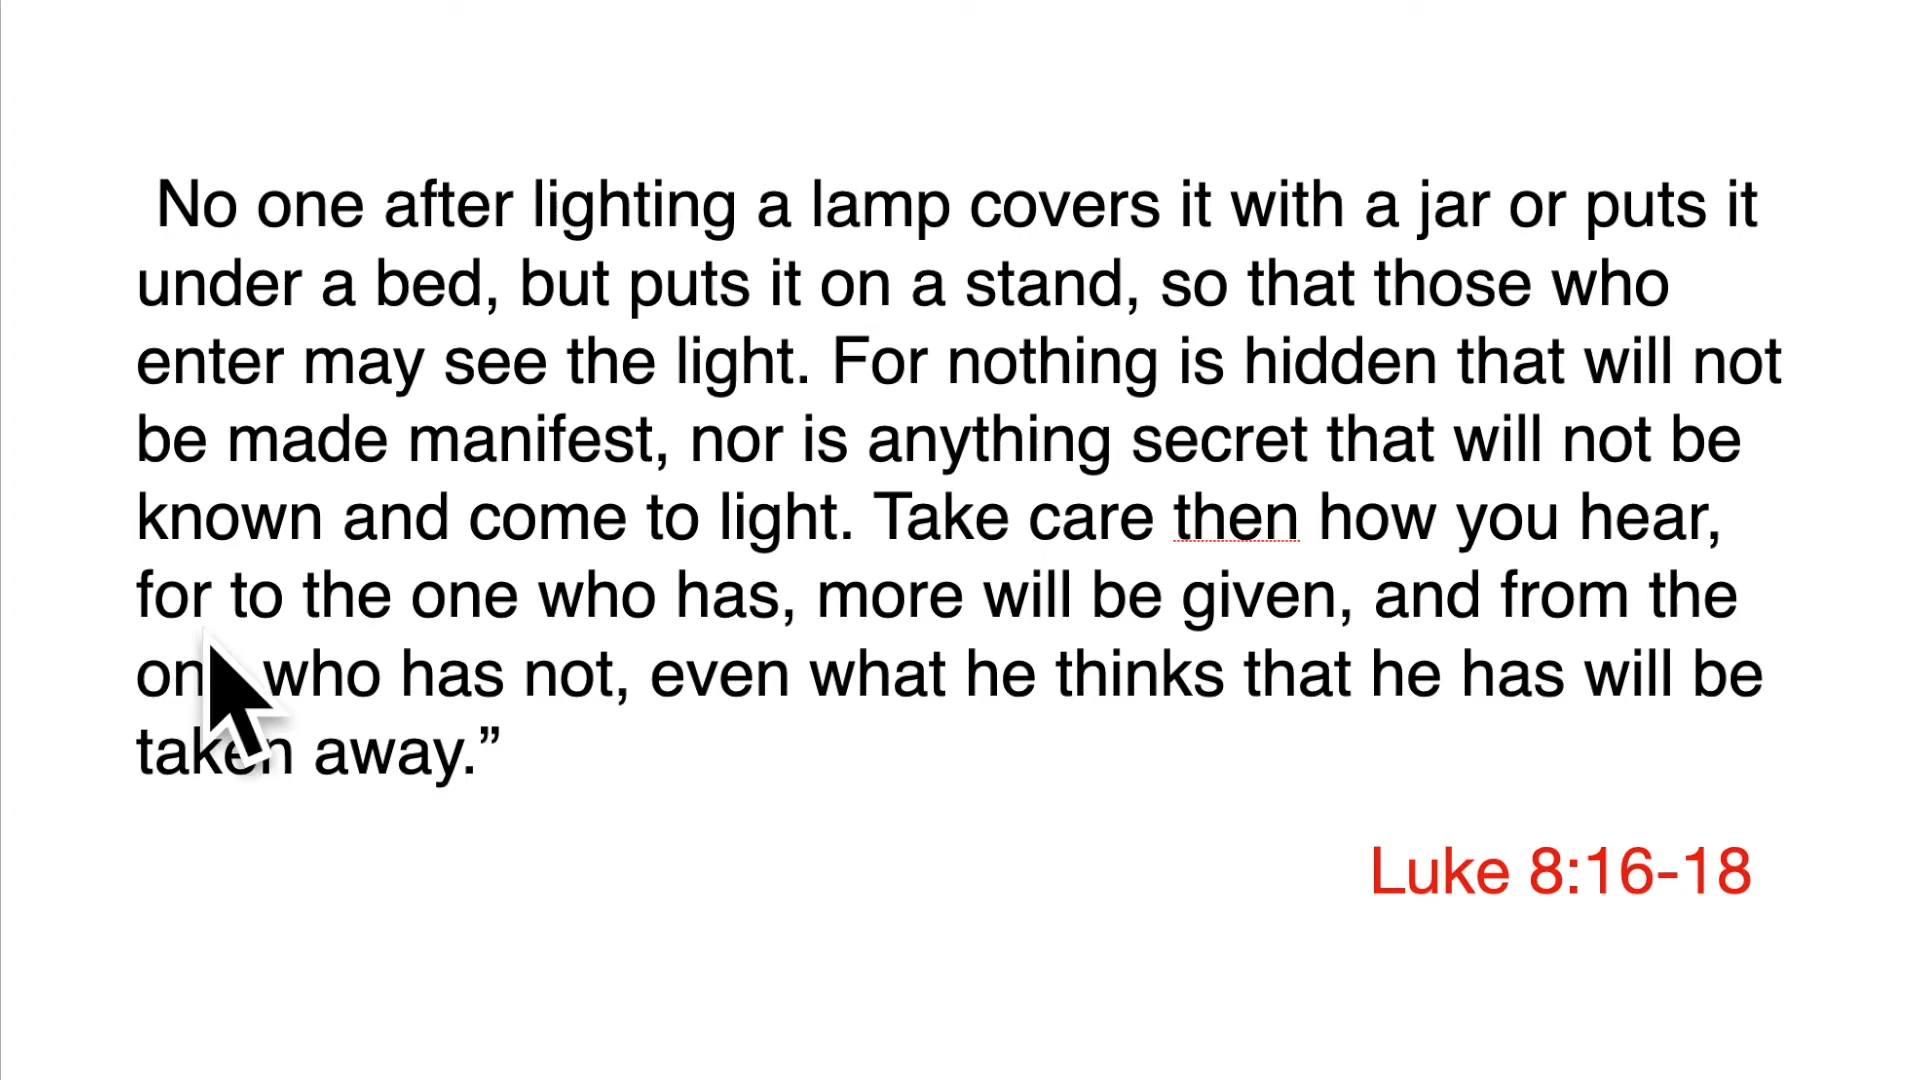 No one after lighting a lamp covers it with a jar or puts it
under a bed, but puts it on a stand, so that those who
enter may see the light. For nothing is hidden that will not
be made manifest, nor is anything secret that will not be
known and come to light. Take care then how you hear,
for to the one who has, more will be given, and from the
one who has not, even what he thinks that he has will be
taken away.”
Luke 8:16-18